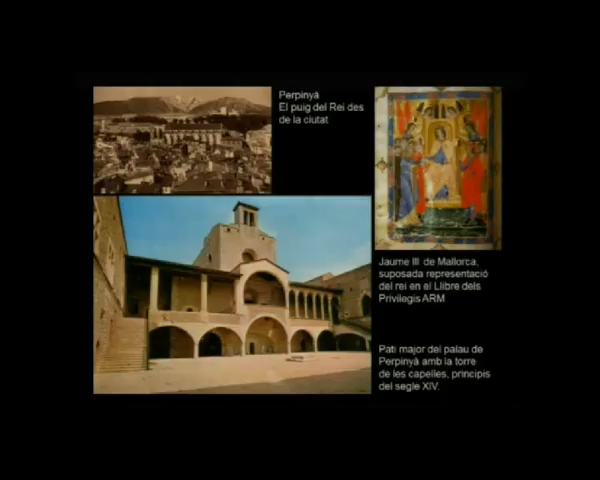 Perpinyà
El puig del Rei des
de la ciutat
Jaume III de Mallorca,
suposada representació
del rei en el Llibre dels
Privilegis ARM
Pati major del palau de
Perpinyà amb la torre
de les capelles, principis
del segle XIV.